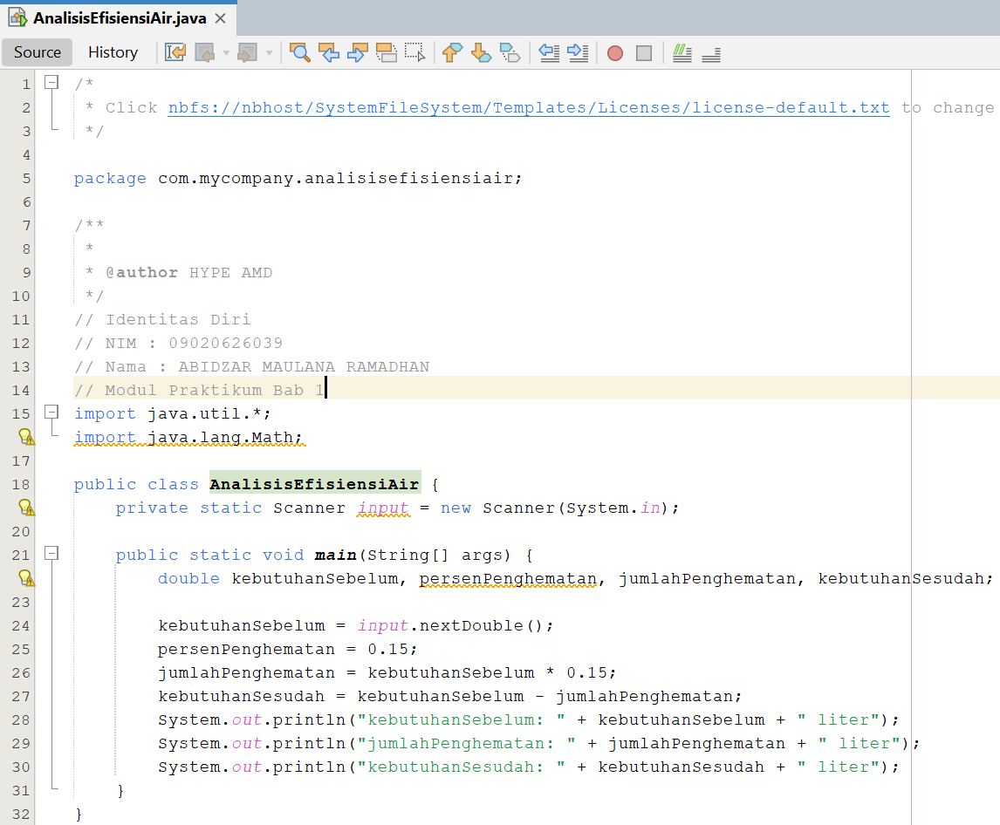 AnalisisEfisiensiAir.java
Source History
1 /*
2  * Click nbfs://nbhost/SystemFileSystem/Templates/Licenses/license-default.txt to change
3  */
4
5 package com.mycompany.analisisefisiensiair;
6
7 /**
8  *
9  * @author HYPE AMD
10  */
11 // Identitas Diri
12 // NIM : 09020626039
13 // Nama : ABIDZAR MAULANA RAMADHAN
14 // Modul Praktikum Bab 1
15 import java.util.*;
import java.lang.Math;
17
18 public class AnalisisEfisiensiAir {
private static Scanner input = new Scanner(System.in);
20
21 public static void main(String[] args) {
double kebutuhanSebelum, persenPenghematan, jumlahPenghematan, kebutuhanSesudah;
23
24 kebutuhanSebelum = input.nextDouble();
25 persenPenghematan = 0.15;
26 jumlahPenghematan = kebutuhanSebelum * 0.15;
27 kebutuhanSesudah = kebutuhanSebelum - jumlahPenghematan;
28 System.out.println("kebutuhanSebelum: " + kebutuhanSebelum + " liter");
29 System.out.println("jumlahPenghematan: " + jumlahPenghematan + " liter");
30 System.out.println("kebutuhanSesudah: " + kebutuhanSesudah + " liter");
31 }
32 }